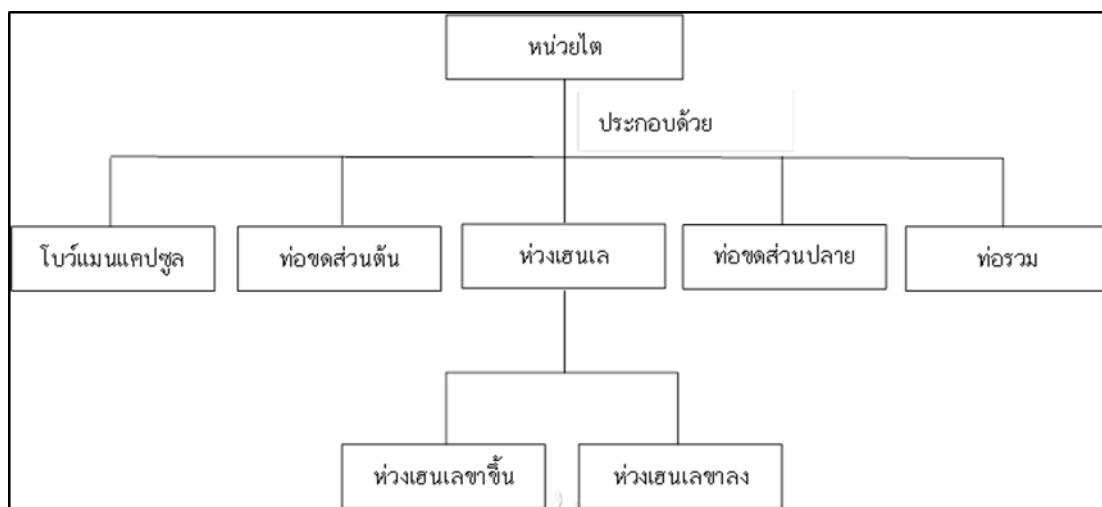 หน่วยไต
ประกอบด้วย
โบว์แมนแคปซูล
ท่อขดส่วนต้น
ห่วงเฮนเล
ท่อขดส่วนปลาย
ท่อรวม
ห่วงเฮนเลขาขึ้น
ห่วงเฮนเลขาลง